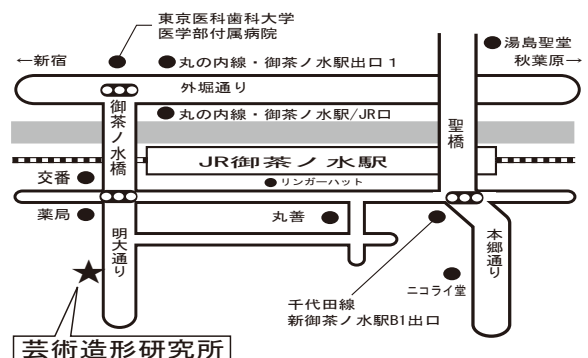 東京医科歯科大学
医学部付属病院
←新宿
丸の内線・御茶ノ水駅出口1
湯島聖堂
秋葉原→
外堀通り
御茶ノ水橋
丸の内線・御茶ノ水駅/JR口
聖橋
JR御茶ノ水駅
交番
リンガーハット
薬局
丸善
明大通り
本郷通り
ニコライ堂
千代田線
新御茶ノ水駅B1出口
芸術造形研究所